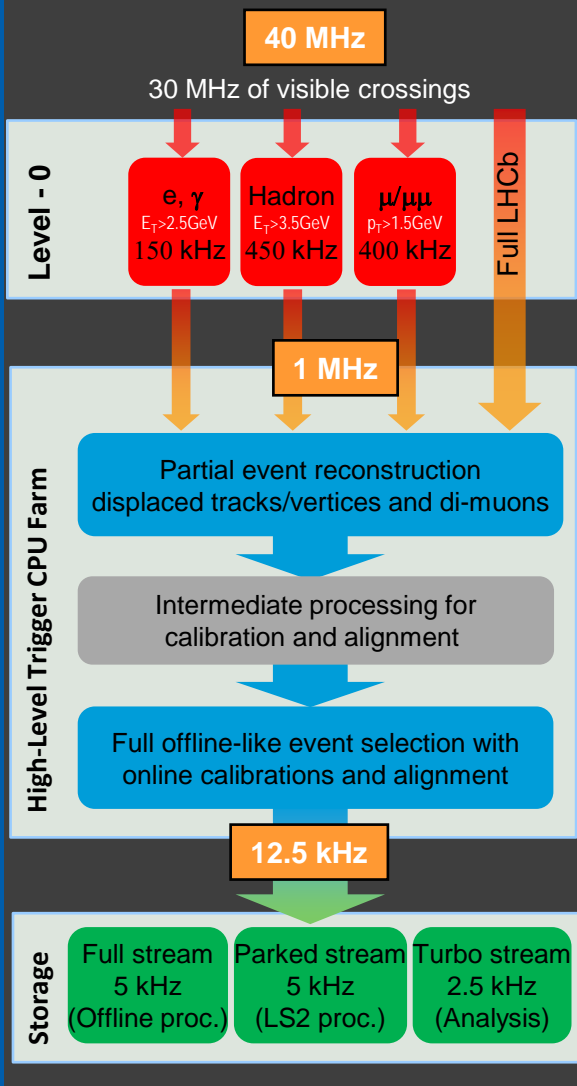 40 MHz
30 MHz of visible crossings
Level - 0
e, γ
E_T>2.5GeV
150 kHz
Hadron
E_T>3.5GeV
450 kHz
μ/μμ
p_T>1.5GeV
400 kHz
Full LHCb
1 MHz
High-Level Trigger CPU Farm
Partial event reconstruction
displaced tracks/vertices and di-muons
Intermediate processing for
calibration and alignment
Full offline-like event selection with
online calibrations and alignment
12.5 kHz
Storage
Full stream
5 kHz
(Offline proc.)
Parked stream
5 kHz
(LS2 proc.)
Turbo stream
2.5 kHz
(Analysis)